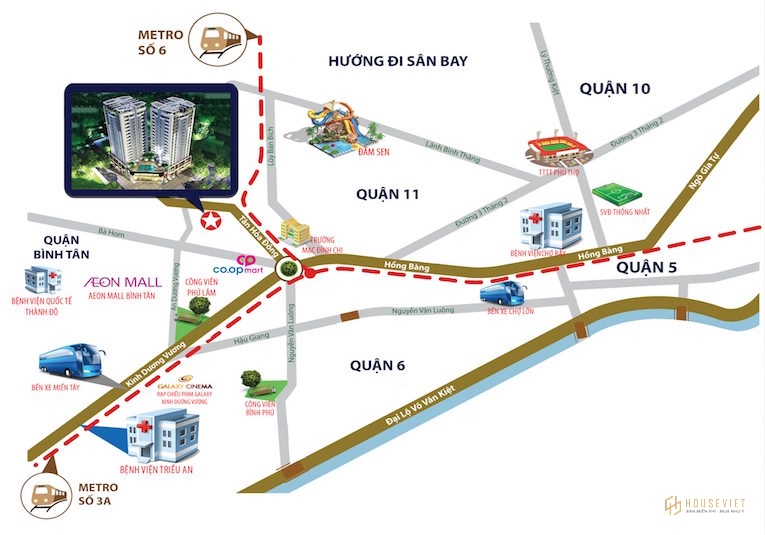 METRO
SỐ 6
HƯỚNG ĐI SÂN BAY
QUẬN 10
Lý Thường Kiệt
Đường 3 Tháng 2
Lũy Bán Bích
ĐẦM SEN
Lãnh Binh Thăng
TTTT PHÚ THỌ
Ngô Gia Tự
QUẬN 11
Đường 3 Tháng 2
SVĐ THỐNG NHẤT
Tân Hòa Đông
Bà Hom
TRƯỜNG
MẠC ĐĨNH CHI
BỆNH VIỆN CHỢ RẪY
QUẬN
BÌNH TÂN
co.opmart
Hồng Bàng
Hồng Bàng
QUẬN 5
BỆNH VIỆN QUỐC TẾ
THÀNH ĐÔ
ÆON MALL
AEON MALL BÌNH TÂN
An Dương Vương
CÔNG VIÊN
PHÚ LÂM
BẾN XE CHỢ LỚN
Nguyễn Văn Luông
Hậu Giang
Nguyễn Văn Luông
Kinh Dương Vương
QUẬN 6
BẾN XE MIỀN TÂY
GALAXY CINEMA
RẠP CHIẾU PHIM GALAXY
KINH DƯƠNG VƯƠNG
CÔNG VIÊN
BÌNH PHÚ
Đại Lộ Võ Văn Kiệt
BỆNH VIỆN TRIỀU AN
METRO
SỐ 3A
HOUSEVIET
BÁN MIỄN PHÍ - MUA NHƯ Ý